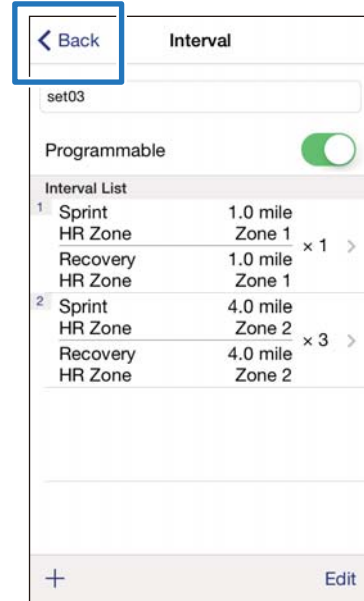 Back Interval
set03
Programmable
Interval List
1 Sprint 1.0 mile
HR Zone Zone 1
× 1
Recovery 1.0 mile
HR Zone Zone 1
2 Sprint 4.0 mile
HR Zone Zone 2
× 3
Recovery 4.0 mile
HR Zone Zone 2
+ Edit